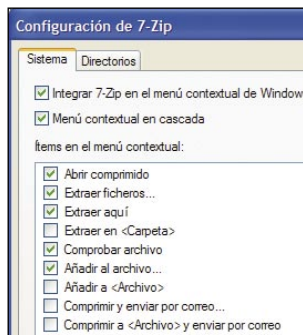 Configuración de 7-Zip
Sistema Directorios
Integrar 7-Zip en el menú contextual de Window
Menú contextual en cascada
Ítems en el menú contextual:
Abrir comprimido
Extraer ficheros...
Extraer aquí
Extraer en <Carpeta>
Comprobar archivo
Añadir al archivo...
Añadir a <Archivo>
Comprimir y enviar por correo...
Comprimir a <Archivo> y enviar por correo